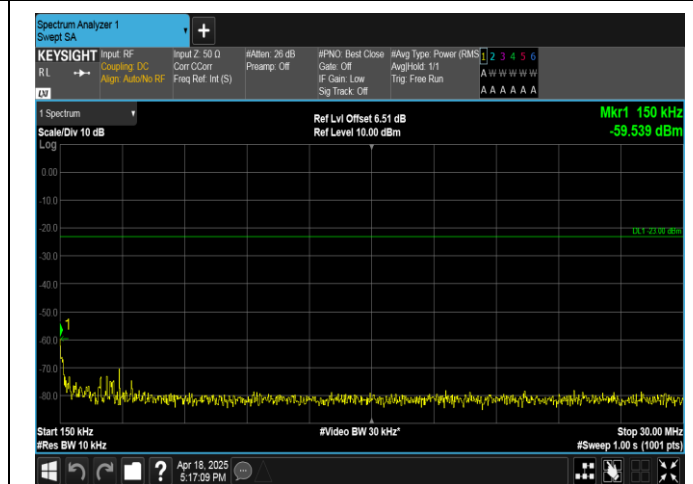 Spectrum Analyzer 1
Swept SA
+
KEYSIGHT Input: RF Input Z: 50 Ω #Atten: 26 dB #PNO: Best Close #Avg Type: Power (RMS 1 2 3 4 5 6
RL Coupling: DC Corr CCorr Preamp: Off Gate: Off Avg|Hold: 1/1 A W W W W W
Align: Auto/No RF Freq Ref: Int (S) IF Gain: Low Trig: Free Run
LXI Sig Track: Off A A A A A A
1 Spectrum Ref Lvl Offset 6.51 dB Mkr1 150 kHz
Scale/Div 10 dB Ref Level 10.00 dBm -59.539 dBm
Log
0.00
-10.0
-20.0
DL1 -23.00 dBm
-30.0
-40.0
-50.0
1
-60.0
-70.0
-80.0
Start 150 kHz #Video BW 30 kHz* Stop 30.00 MHz
#Res BW 10 kHz #Sweep 1.00 s (1001 pts)
? Apr 18, 2025
5:17:09 PM